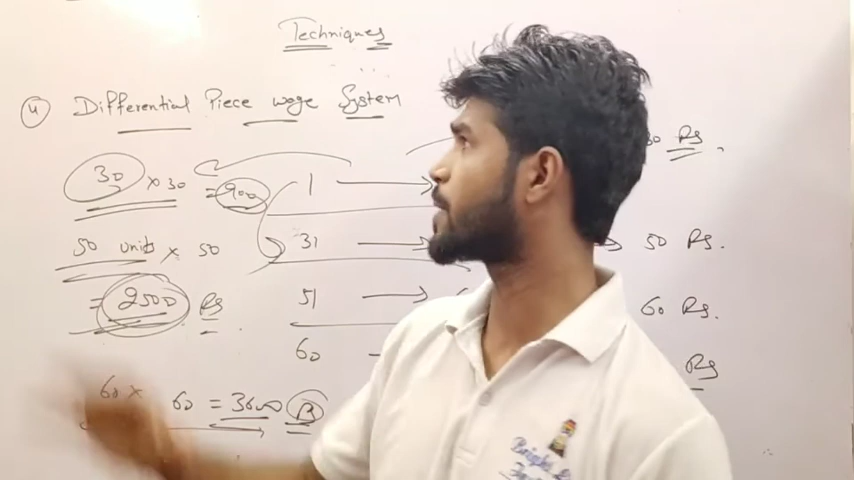 Techniques
4 Differential Piece wage System
30 × 30 = 900
1 → 30 Rs.
50 units × 50
31 → 50 Rs.
= 2500 Rs.
51 → 60 Rs.
60 Rs
60 × 60 = 3600 B